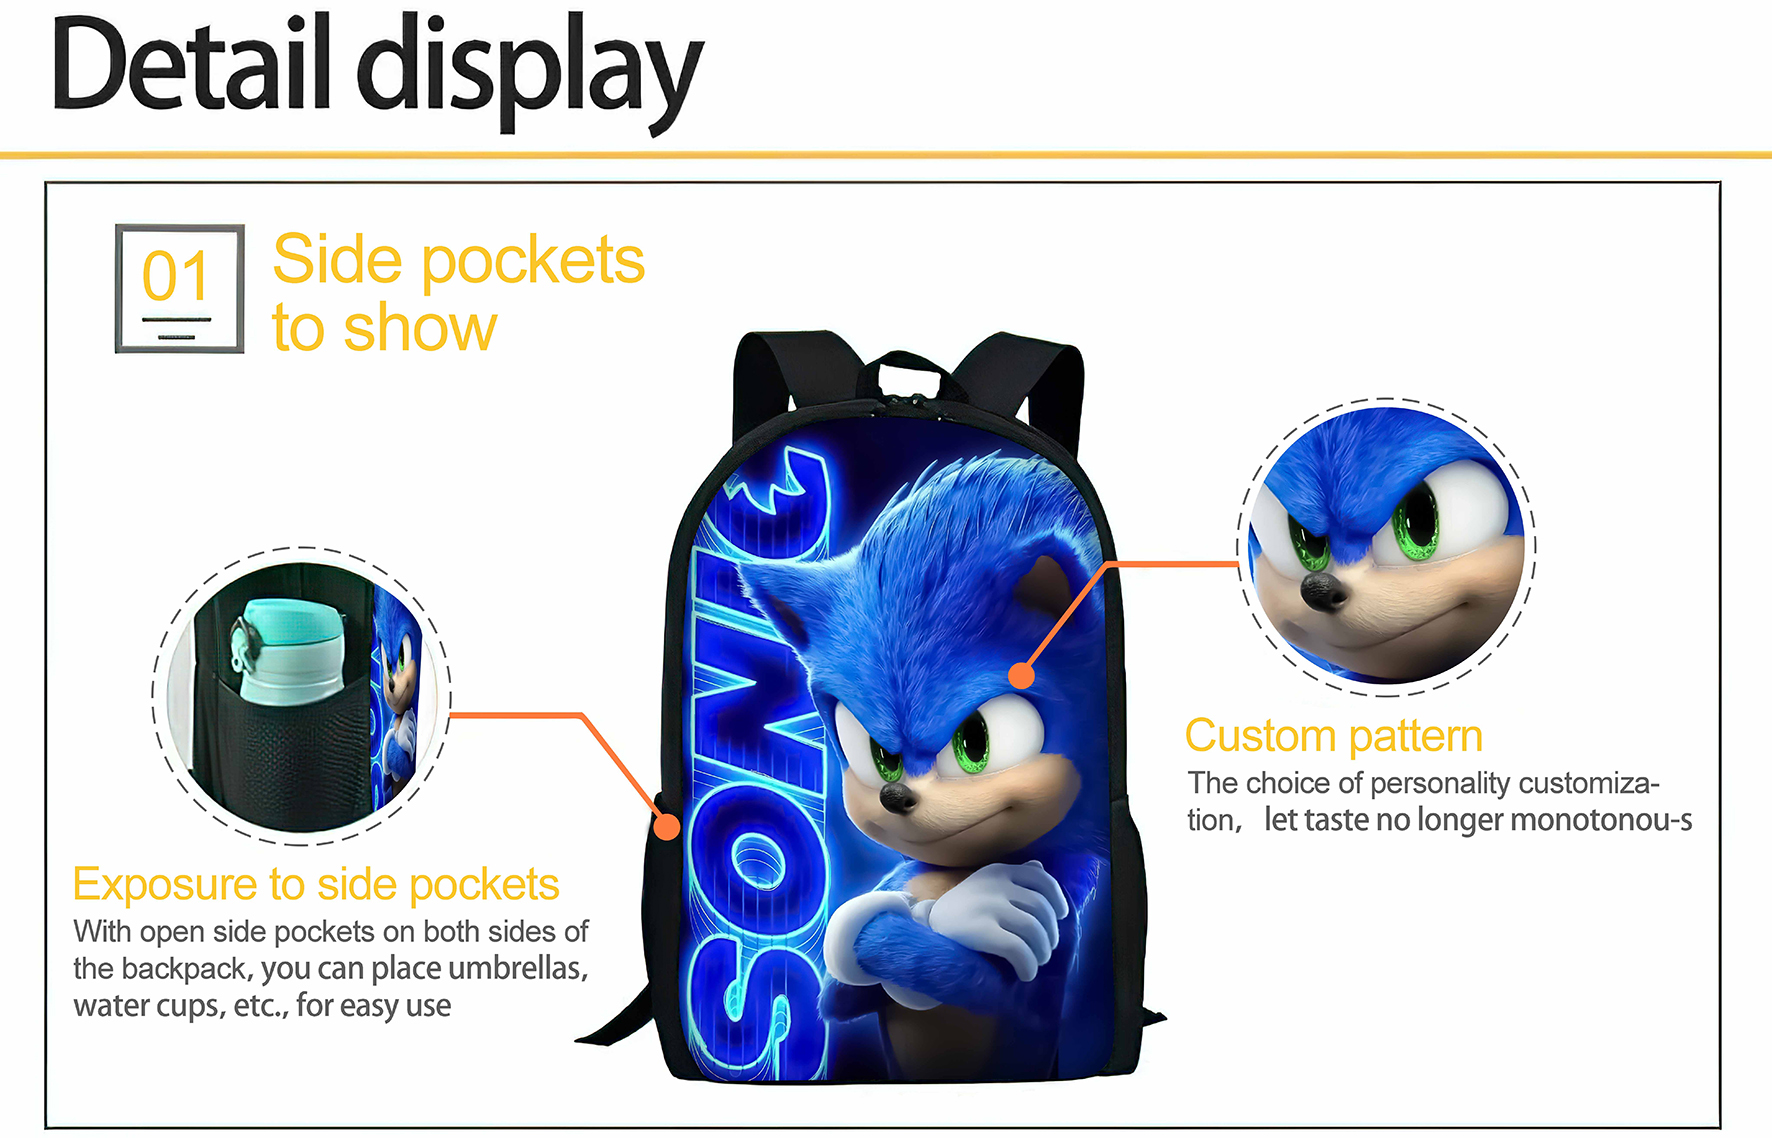 Detail display
01
Side pockets
to show
SONIC
Custom pattern
The choice of personality customiza-
tion, let taste no longer monotonou-s
Exposure to side pockets
With open side pockets on both sides of
the backpack, you can place umbrellas,
water cups, etc., for easy use